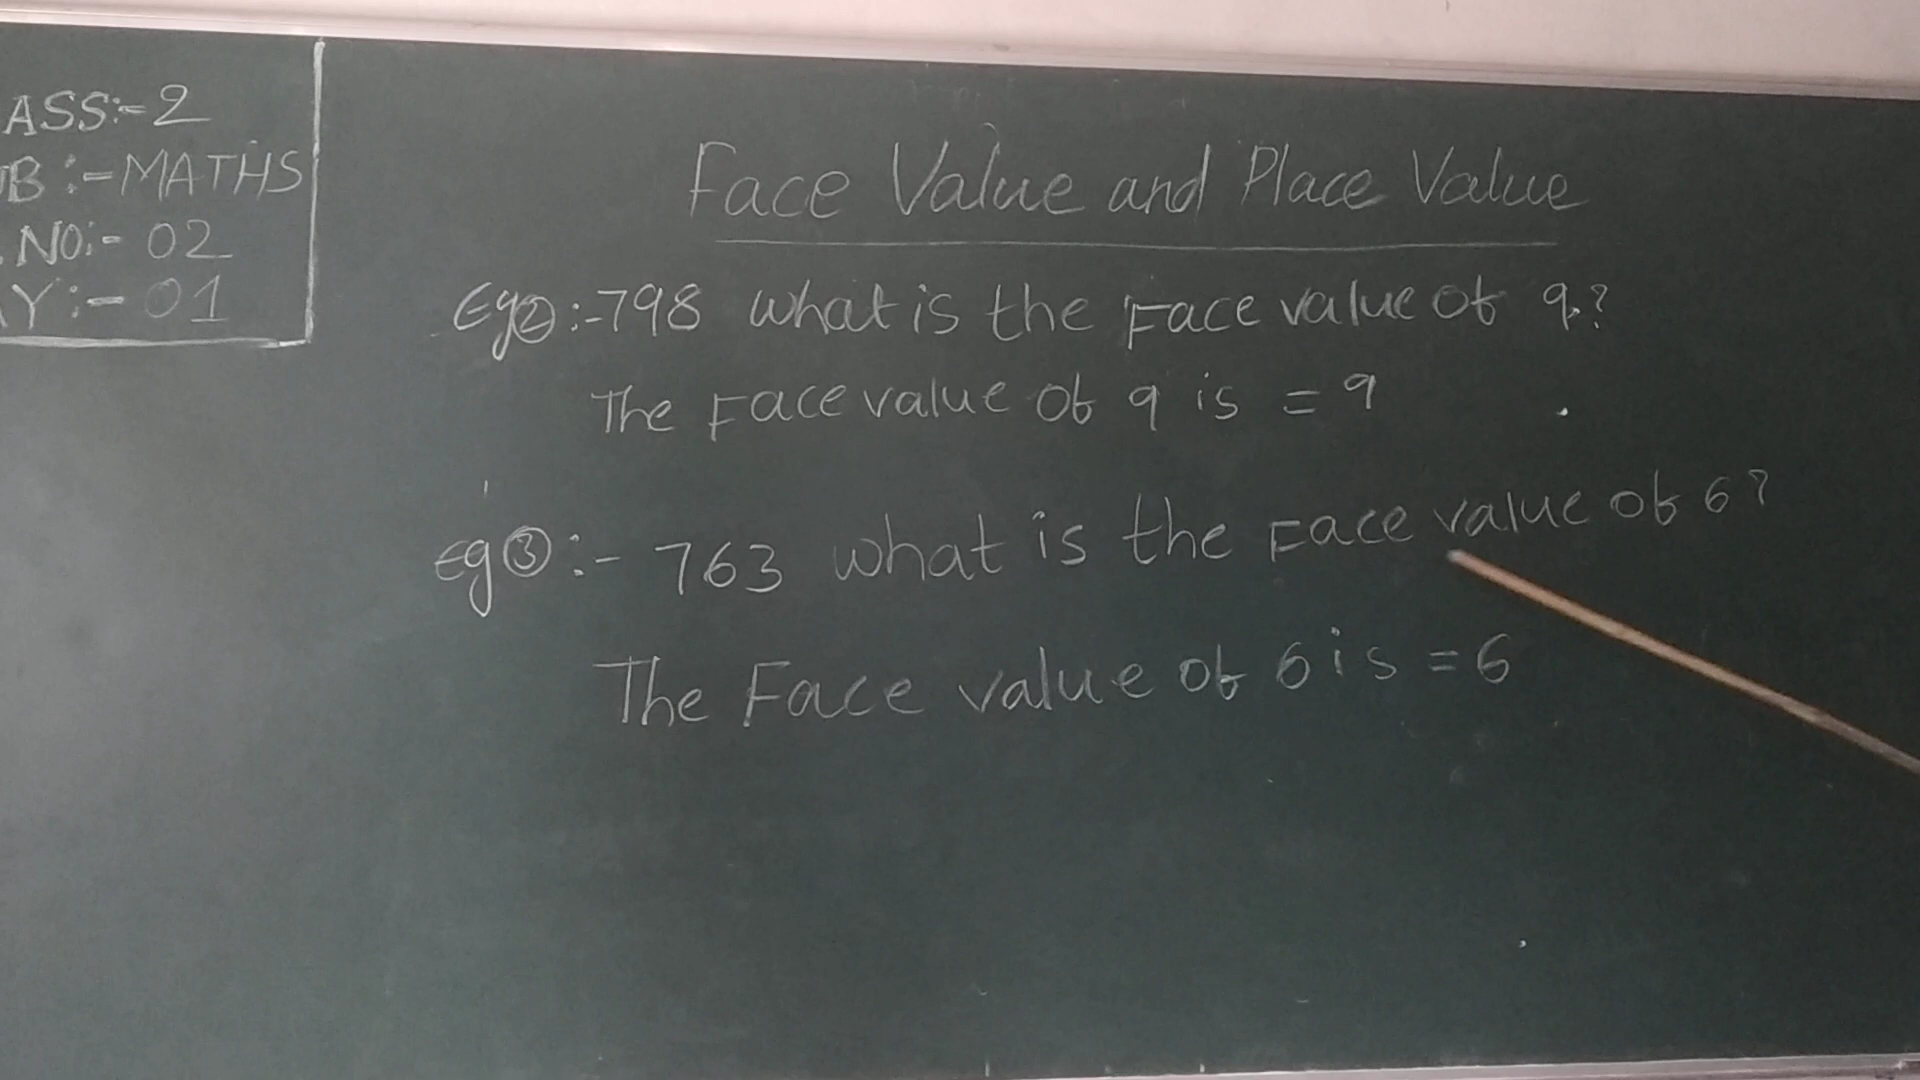 ASS:-2
UB :- MATHS
. NO:- 02
AY :- 01
Face Value and Place Value
Eg② :- 798 what is the Face value of 9?
The Face value of 9 is = 9
Eg③ :- 763 what is the Face value of 6?
The Face value of 6 is = 6